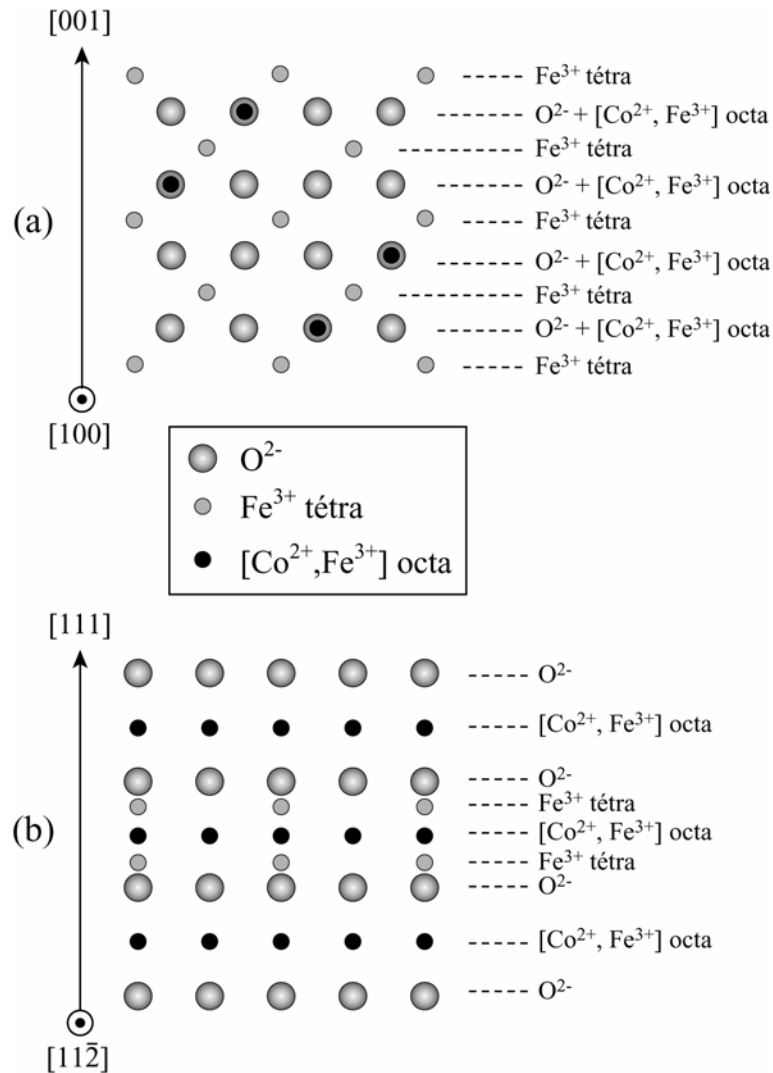 [001]
Fe³⁺ tétra
O²⁻ + [Co²⁺, Fe³⁺] octa
Fe³⁺ tétra
O²⁻ + [Co²⁺, Fe³⁺] octa
(a)
Fe³⁺ tétra
O²⁻ + [Co²⁺, Fe³⁺] octa
Fe³⁺ tétra
O²⁻ + [Co²⁺, Fe³⁺] octa
Fe³⁺ tétra
[100]
O²⁻
Fe³⁺ tétra
[Co²⁺,Fe³⁺] octa
[111]
O²⁻
[Co²⁺, Fe³⁺] octa
O²⁻
Fe³⁺ tétra
(b)
[Co²⁺, Fe³⁺] octa
Fe³⁺ tétra
O²⁻
[Co²⁺, Fe³⁺] octa
O²⁻
[112̄]